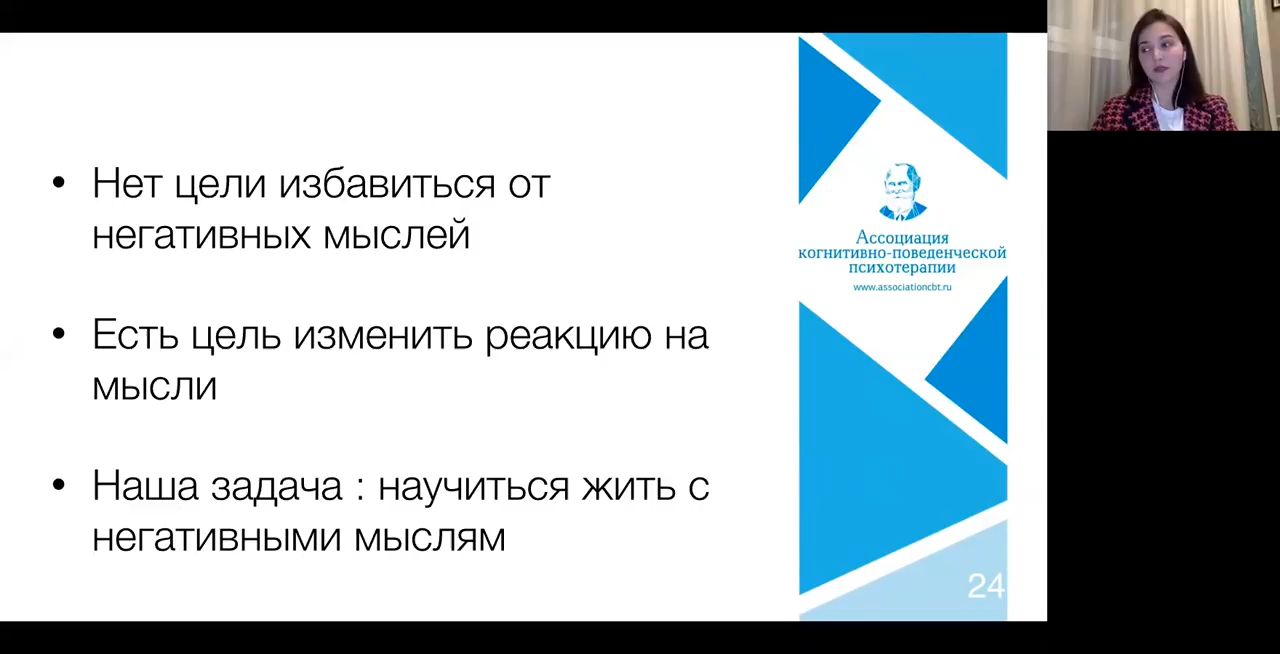 • Нет цели избавиться от
негативных мыслей
• Есть цель изменить реакцию на
мысли
• Наша задача : научиться жить с
негативными мыслям
Ассоциация
когнитивно-поведенческой
психотерапии
www.associationcbt.ru
24